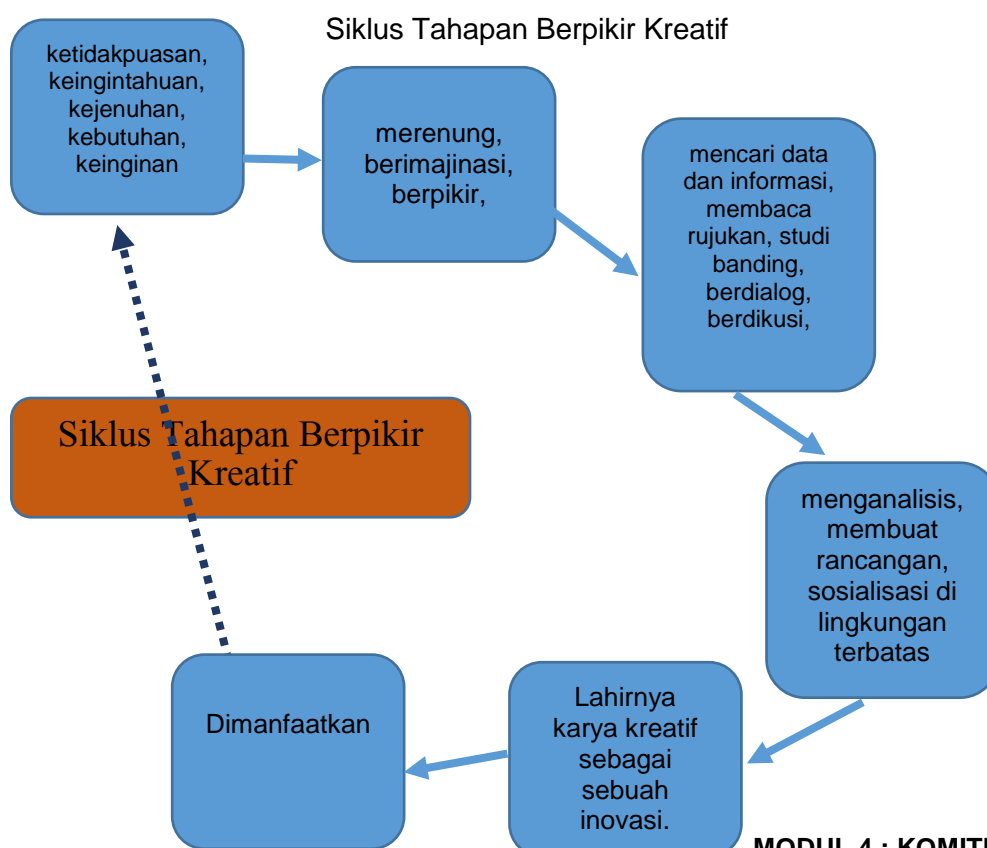 Siklus Tahapan Berpikir Kreatif
ketidakpuasan,
keingintahuan,
kejenuhan,
kebutuhan,
keinginan
merenung,
berimajinasi,
berpikir,
mencari data
dan informasi,
membaca
rujukan, studi
banding,
berdialog,
berdikusi,
menganalisis,
membuat
rancangan,
sosialisasi di
lingkungan
terbatas
Lahirnya
karya kreatif
sebagai
sebuah
inovasi.
Dimanfaatkan
Siklus Tahapan Berpikir
Kreatif
MODUL 4 :